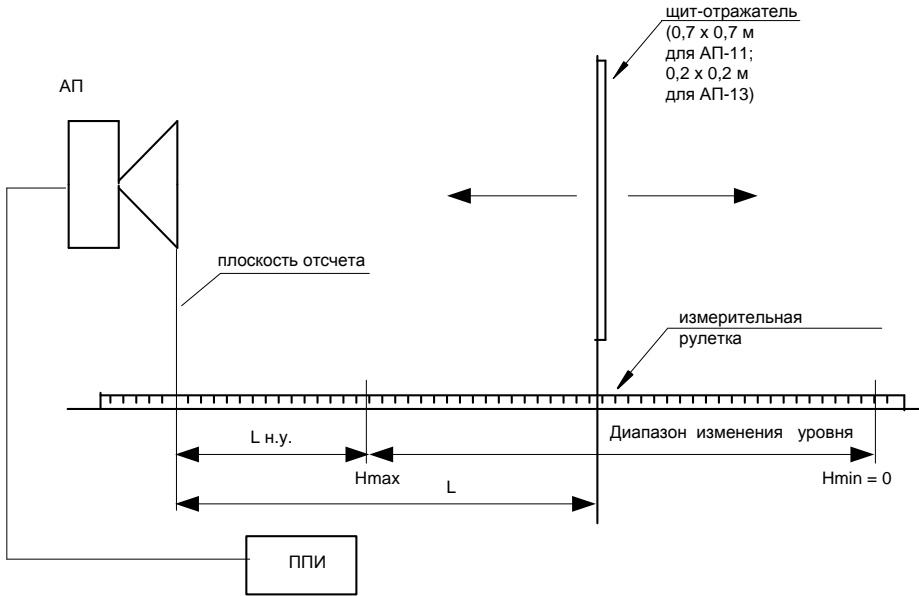 щит-отражатель
(0,7 x 0,7 м
для АП-11;
0,2 x 0,2 м
для АП-13)
АП
плоскость отсчета
измерительная
рулетка
L н.у.
Диапазон изменения уровня
Hmax
L
Hmin = 0
ППИ